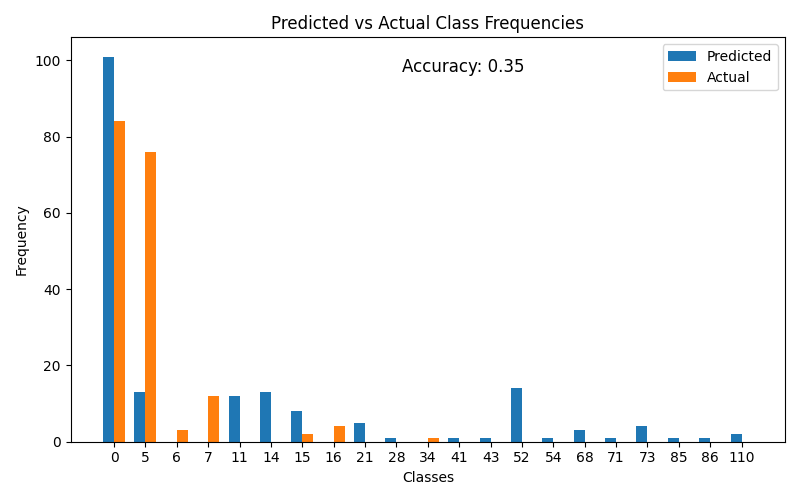 Predicted vs Actual Class Frequencies
Accuracy: 0.35
Predicted
Actual
Frequency
100
80
60
40
20
0
0 5 6 7 11 14 15 16 21 28 34 41 43 52 54 68 71 73 85 86 110
Classes